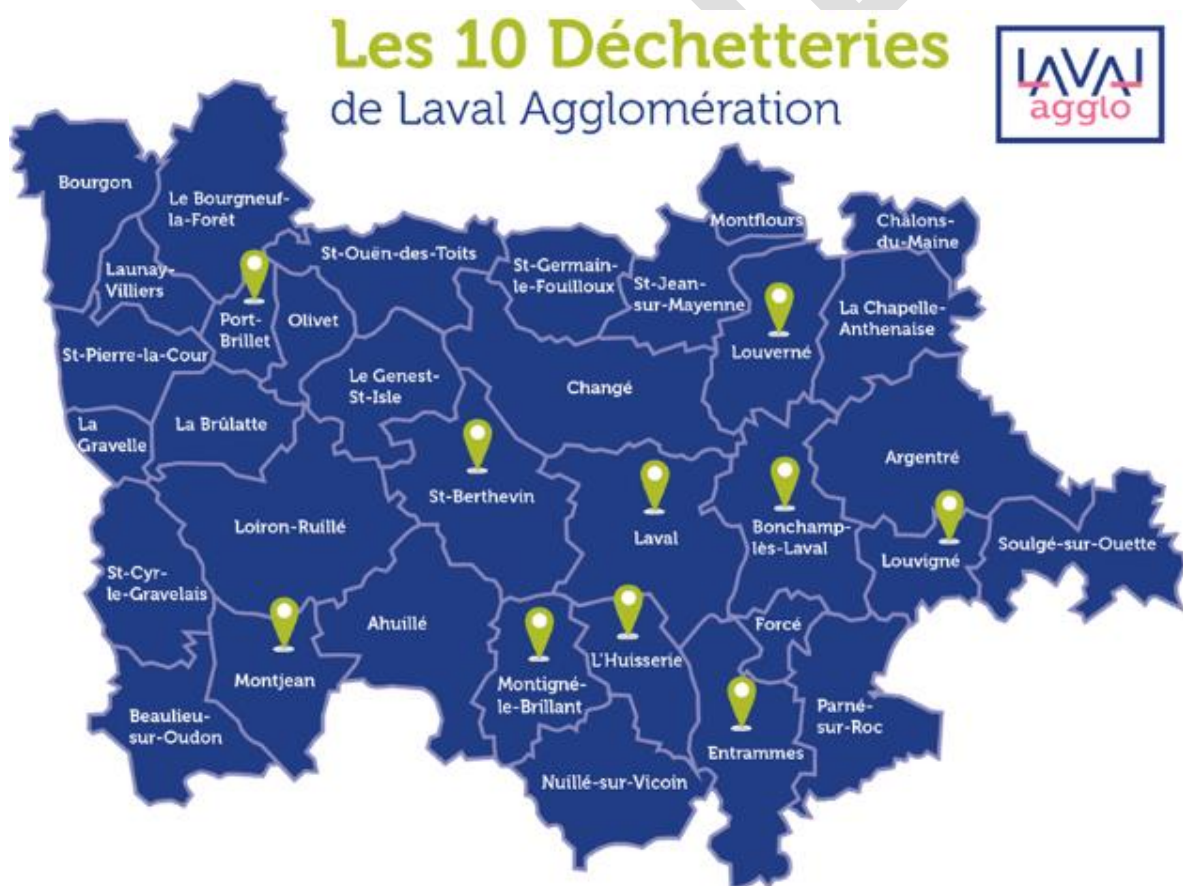 Les 10 Déchetteries
de Laval Agglomération
LAVAL
agglo
Bourgon
Le Bourgneuf-
la-Forêt
Launay-
Villiers
St-Ouën-des-Toits
St-Germain-
le-Fouilloux
Montflours
St-Jean-
sur-Mayenne
Châlons-
du-Maine
La Chapelle-
Anthenaise
Port-
Brillet
Olivet
St-Pierre-la-Cour
Louverné
Le Genest-
St-Isle
Changé
La
Gravelle
La Brûlatte
Argentré
St-Berthevin
Loiron-Ruillé
Laval
Bonchamp-
lès-Laval
Louvigné
Soulgé-sur-Ouette
St-Cyr-
le-Gravelais
Ahuillé
Forcé
L'Huisserie
Montjean
Montigné-
le-Brillant
Beaulieu-
sur-Oudon
Parné-
sur-Roc
Entrammes
Nuillé-sur-Vicoin